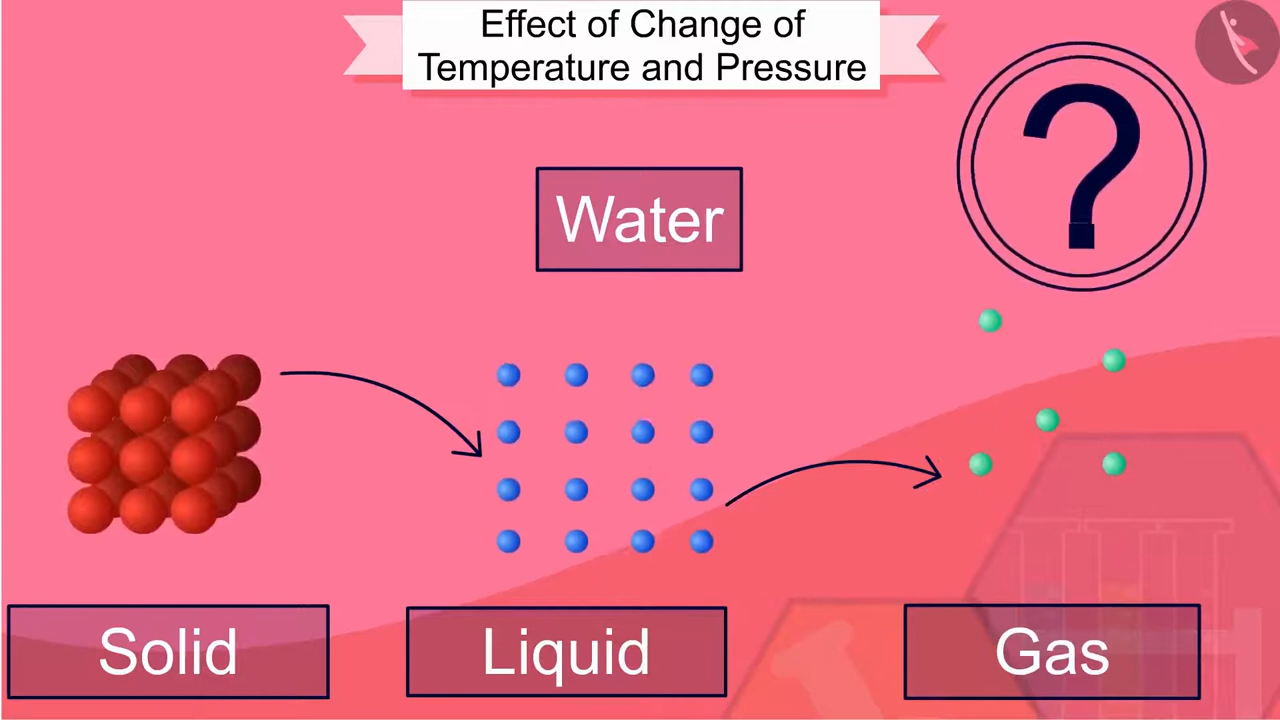 Effect of Change of
Temperature and Pressure
?
Water
Solid
Liquid
Gas